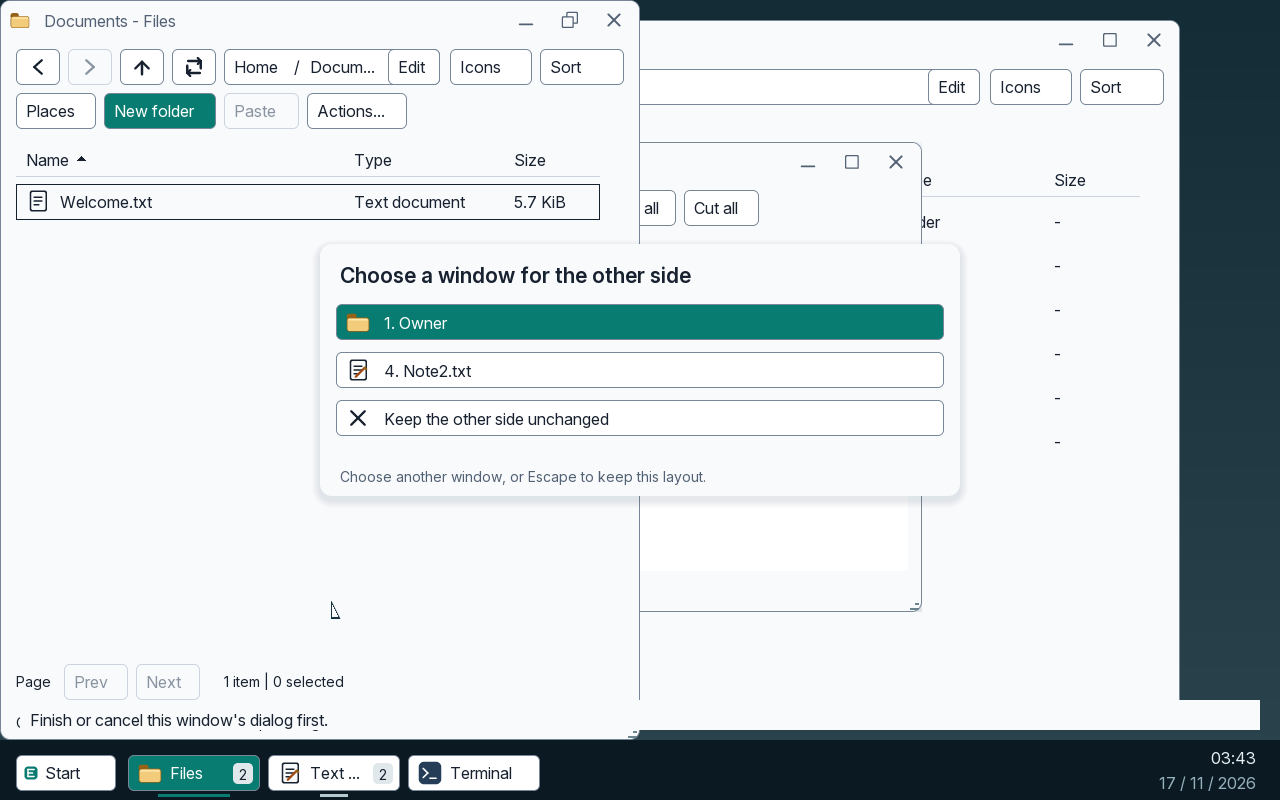 Documents - Files
Home / Docum... Edit Icons Sort
Places New folder Paste Actions...
Name Type Size
Welcome.txt Text document 5.7 KiB
Edit Icons Sort
all Cut all
Size
-
-
-
-
-
-
Choose a window for the other side
1. Owner
4. Note2.txt
Keep the other side unchanged
Choose another window, or Escape to keep this layout.
Page Prev Next 1 item | 0 selected
Finish or cancel this window's dialog first.
Start Files 2 Text ... 2 Terminal
03:43
17 / 11 / 2026